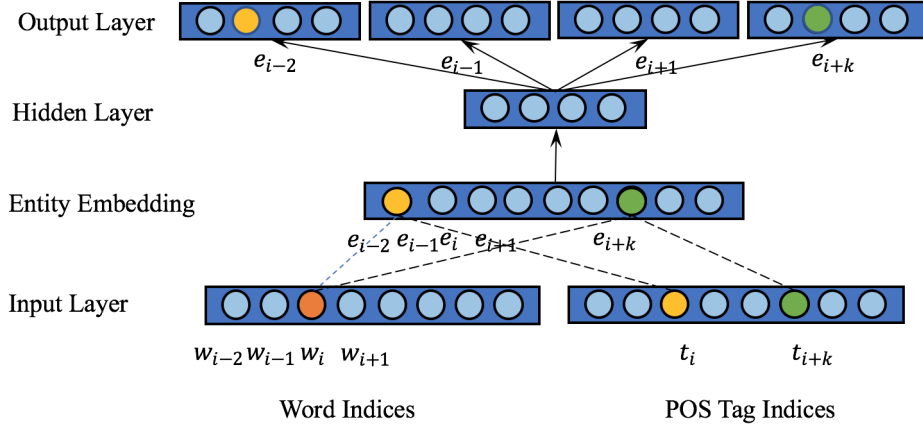 Output Layer
e_{i-2} e_{i-1} e_{i+1} e_{i+k}
Hidden Layer
Entity Embedding
e_{i-2} e_{i-1} e_i e_{i+1} e_{i+k}
Input Layer
w_{i-2} w_{i-1} w_i w_{i+1} t_i t_{i+k}
Word Indices POS Tag Indices